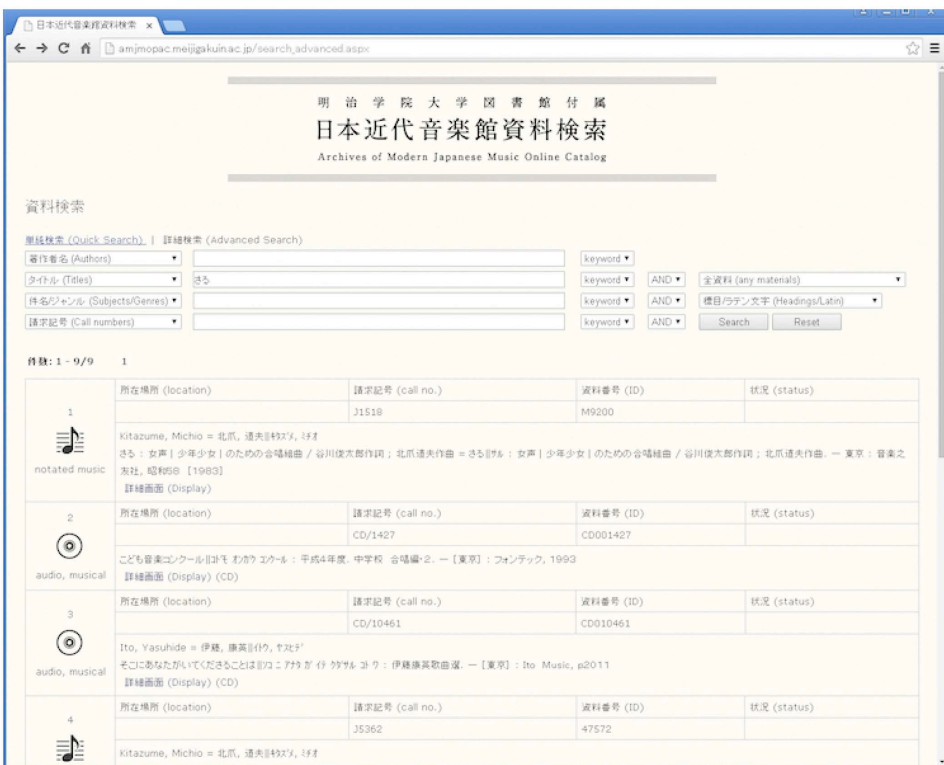 日本近代音楽館資料検索
amjmopac.meijigakuin.ac.jp/search_advanced.aspx
明治学院大学図書館付属
日本近代音楽館資料検索
Archives of Modern Japanese Music Online Catalog
資料検索
単純検索 (Quick Search) | 詳細検索 (Advanced Search)
著作者名 (Authors) keyword
タイトル (Titles) さる keyword AND 全資料 (any materials)
件名/ジャンル (Subjects/Genres) keyword AND 標目/ラテン文字 (Headings/Latin)
請求記号 (Call numbers) keyword AND Search Reset
件数: 1 - 9/9 1
所在場所 (location) 請求記号 (call no.) 資料番号 (ID) 状況 (status)
1 J1518 M9200
notated music
Kitazume, Michio = 北爪, 道夫||キタヅメ, ミチオ
さる : 女声|少年少女|のための合唱組曲 / 谷川俊太郎作詞 ; 北爪道夫作曲 = さる||サル : 女声|少年少女|のための合唱組曲 / 谷川俊太郎作詞 ; 北爪道夫作曲. — 東京 : 音楽之
友社, 昭和58 [1983]
詳細画面 (Display)
2
所在場所 (location) 請求記号 (call no.) 資料番号 (ID) 状況 (status)
CD/1427 CD001427
audio, musical
こども音楽コンクール||コドモ オンガク コンクール : 平成4年度. 中学校 合唱編・2. — [東京] : フォンテック, 1993
詳細画面 (Display) (CD)
3
所在場所 (location) 請求記号 (call no.) 資料番号 (ID) 状況 (status)
CD/10461 CD010461
audio, musical
Ito, Yasuhide = 伊藤, 康英||イトウ, ヤスヒデ
そこにあなたがいてくださることは||ソコ ニ アナタ ガ イテ クダサル コト ワ : 伊藤康英歌曲選. — [東京] : Ito Music, p2011
詳細画面 (Display) (CD)
4
所在場所 (location) 請求記号 (call no.) 資料番号 (ID) 状況 (status)
J5362 47572
Kitazume, Michio = 北爪, 道夫||キタヅメ, ミチオ